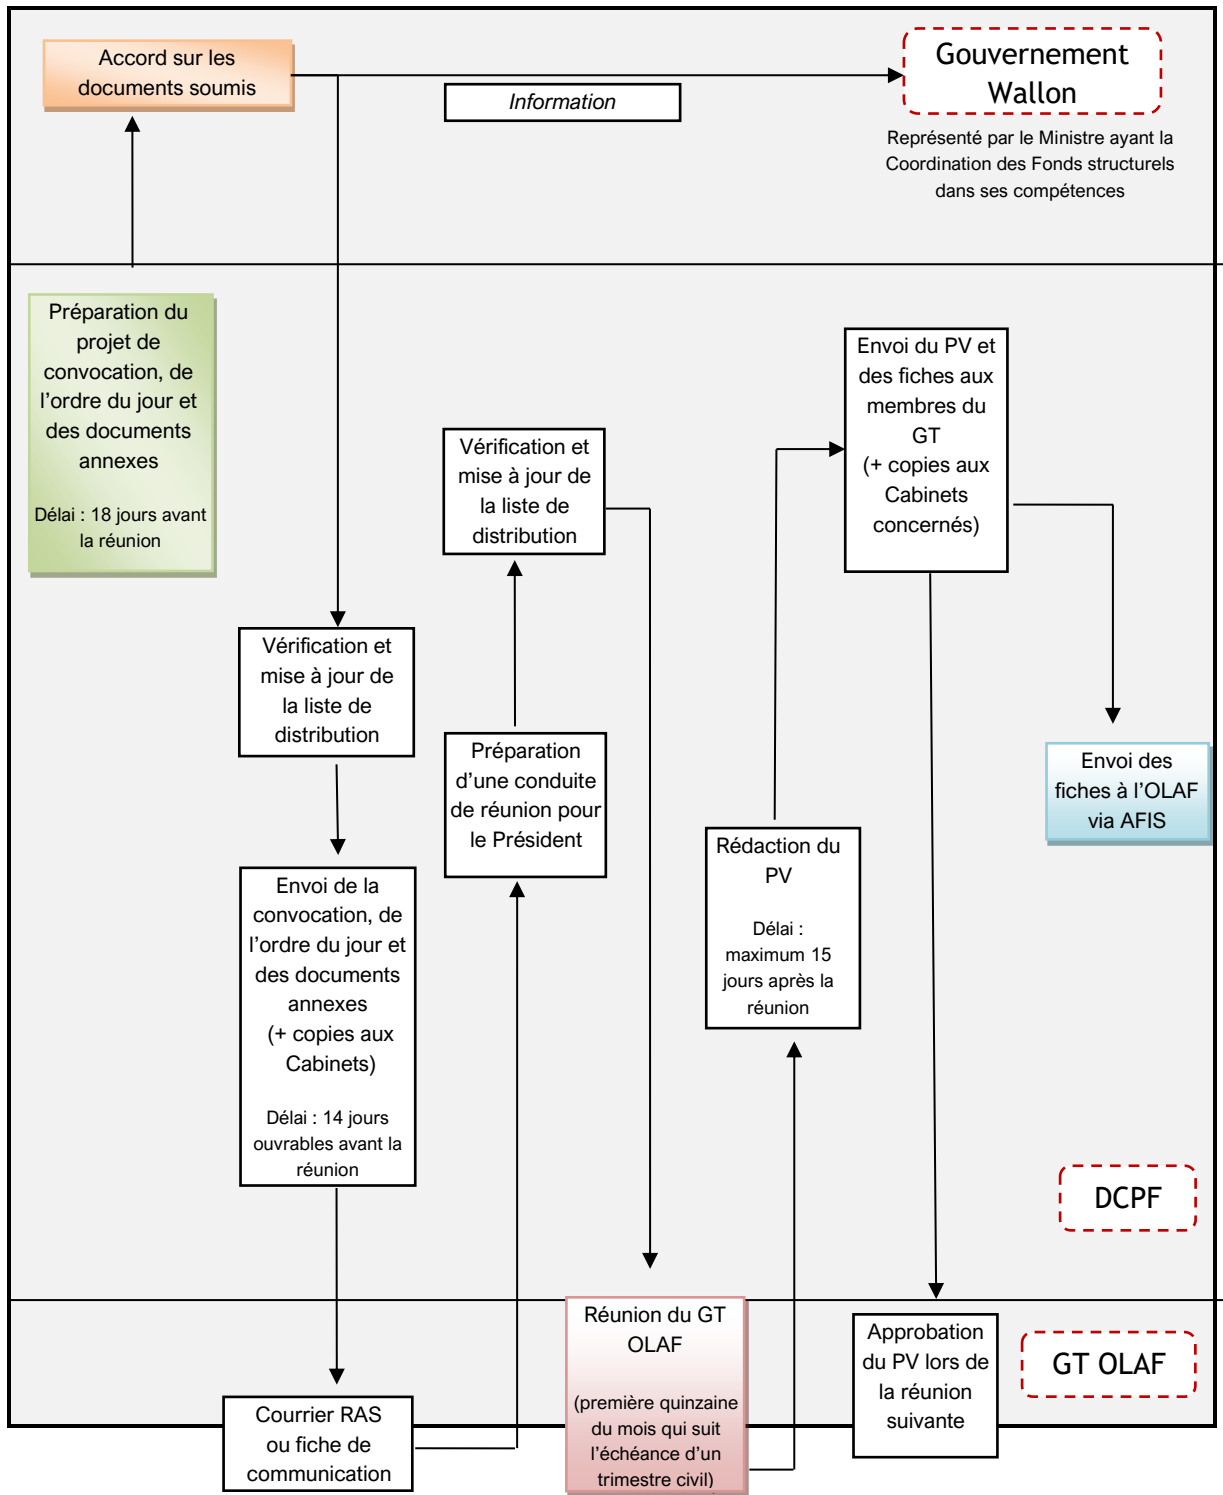 Accord sur les
documents soumis
Information
Gouvernement
Wallon
Représenté par le Ministre ayant la
Coordination des Fonds structurels
dans ses compétences
Préparation du
projet de
convocation, de
l’ordre du jour et
des documents
annexes
Délai : 18 jours avant
la réunion
Vérification et
mise à jour de
la liste de
distribution
Envoi de la
convocation, de
l’ordre du jour et
des documents
annexes
(+ copies aux
Cabinets)
Délai : 14 jours
ouvrables avant la
réunion
Vérification et
mise à jour de
la liste de
distribution
Préparation
d’une conduite
de réunion pour
le Président
Envoi du PV et
des fiches aux
membres du
GT
(+ copies aux
Cabinets
concernés)
Rédaction du
PV
Délai :
maximum 15
jours après la
réunion
Envoi des
fiches à l’OLAF
via AFIS
DCPF
Courrier RAS
ou fiche de
communication
Réunion du GT
OLAF
(première quinzaine
du mois qui suit
l’échéance d’un
trimestre civil)
Approbation
du PV lors de
la réunion
suivante
GT OLAF